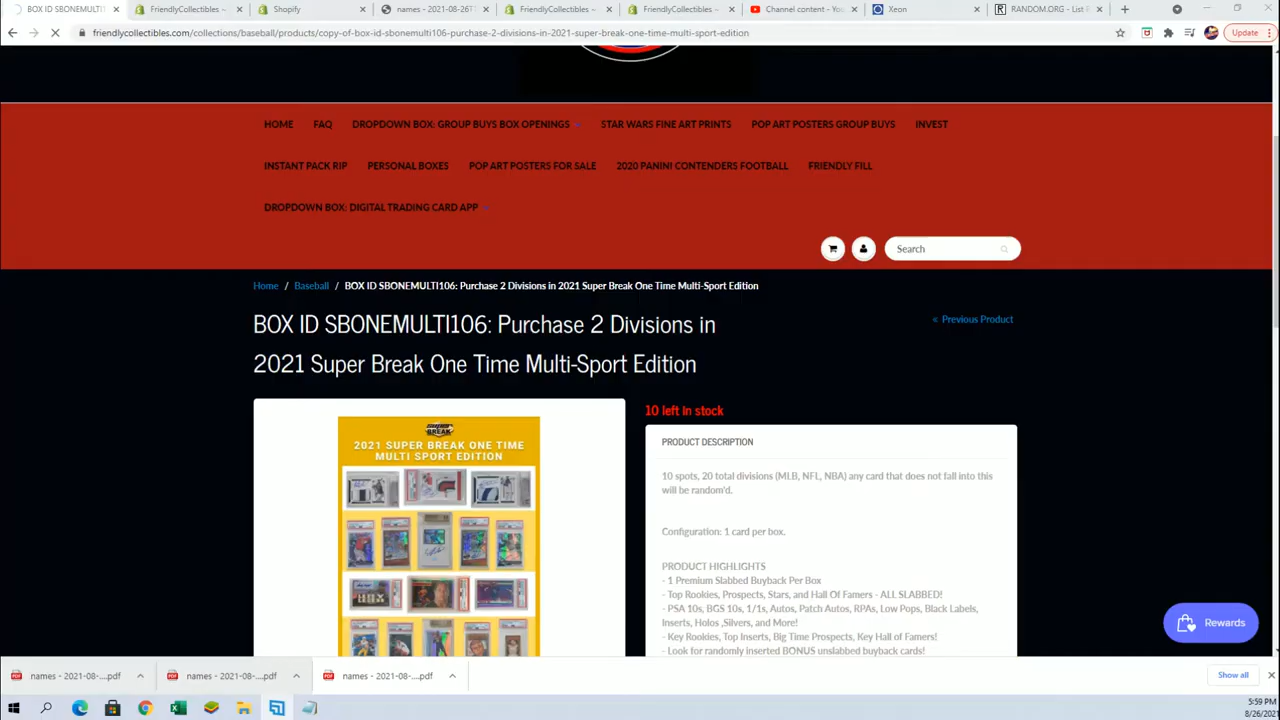 BOX ID SBONEMULTI1
FriendlyCollectibles ~
Shopify
names - 2021-08-26T1
FriendlyCollectibles ~
FriendlyCollectibles ~
Channel content - You
Xeon
RANDOM.ORG - List R
friendlycollectibles.com/collections/baseball/products/copy-of-box-id-sbonemulti106-purchase-2-divisions-in-2021-super-break-one-time-multi-sport-edition
Update
HOME FAQ DROPDOWN BOX: GROUP BUYS BOX OPENINGS STAR WARS FINE ART PRINTS POP ART POSTERS GROUP BUYS INVEST
INSTANT PACK RIP PERSONAL BOXES POP ART POSTERS FOR SALE 2020 PANINI CONTENDERS FOOTBALL FRIENDLY FILL
DROPDOWN BOX: DIGITAL TRADING CARD APP
Search
Home / Baseball / BOX ID SBONEMULTI106: Purchase 2 Divisions in 2021 Super Break One Time Multi-Sport Edition
BOX ID SBONEMULTI106: Purchase 2 Divisions in
2021 Super Break One Time Multi-Sport Edition
« Previous Product
10 left in stock
BREAK
2021 SUPER BREAK ONE TIME
MULTI SPORT EDITION
PRODUCT DESCRIPTION
10 spots, 20 total divisions (MLB, NFL, NBA) any card that does not fall into this
will be random'd.
Configuration: 1 card per box.
PRODUCT HIGHLIGHTS
- 1 Premium Slabbed Buyback Per Box
- Top Rookies, Prospects, Stars, and Hall Of Famers - ALL SLABBED!
- PSA 10s, BGS 10s, 1/1s, Autos, Patch Autos, RPAs, Low Pops, Black Labels,
Inserts, Holos ,Silvers, and More!
- Key Rookies, Top Inserts, Big Time Prospects, Key Hall of Famers!
- Look for randomly inserted BONUS unslabbed buyback cards!
Rewards
names - 2021-08-....pdf
names - 2021-08-....pdf
names - 2021-08-....pdf
Show all
5:59 PM
8/26/2021